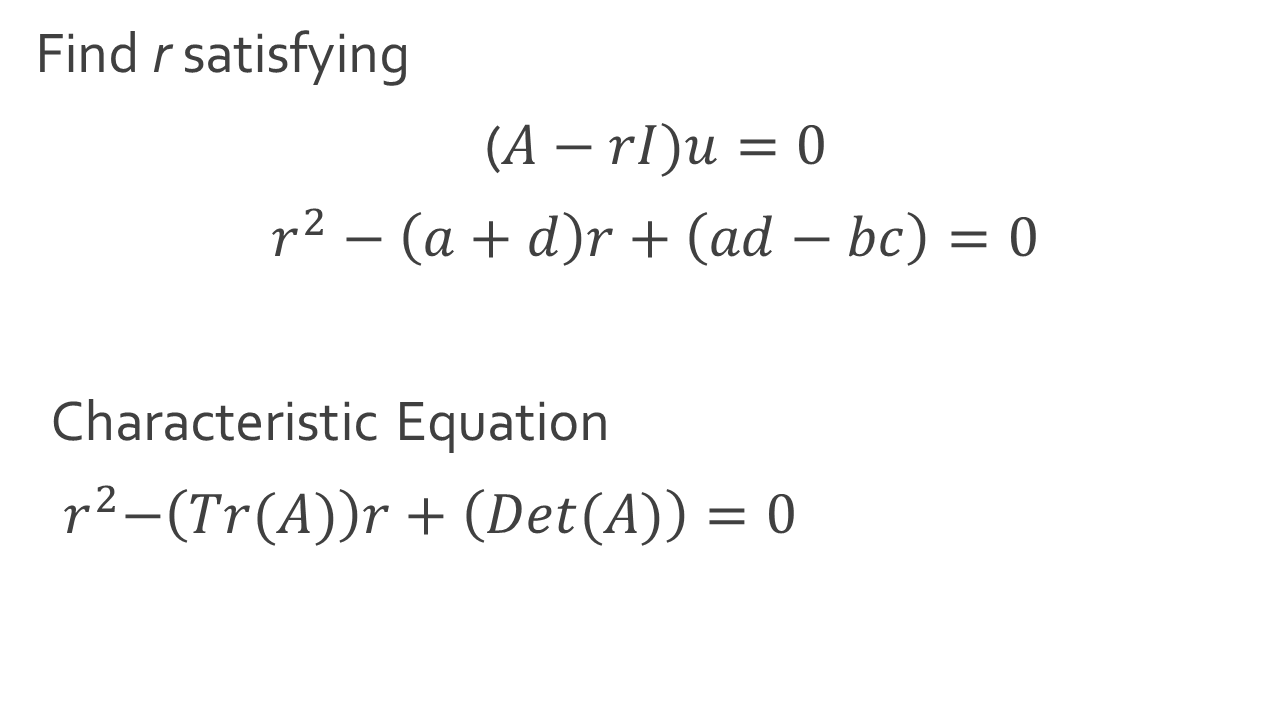 Find r satisfying
(A − rI)u = 0
r² − (a + d)r + (ad − bc) = 0
Characteristic Equation
r²−(Tr(A))r + (Det(A)) = 0